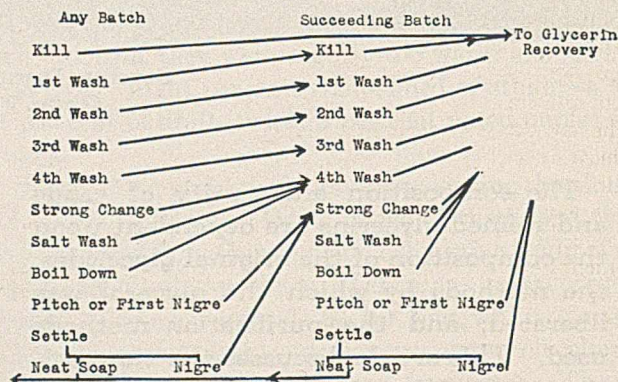 Any Batch
Succeeding Batch
To Glycerin
Recovery
Kill
Kill
1st Wash
1st Wash
2nd Wash
2nd Wash
3rd Wash
3rd Wash
4th Wash
4th Wash
Strong Change
Strong Change
Salt Wash
Salt Wash
Boil Down
Boil Down
Pitch or First Nigre
Pitch or First Nigre
Settle
Settle
Neat Soap
Nigre
Neat Soap
Nigre